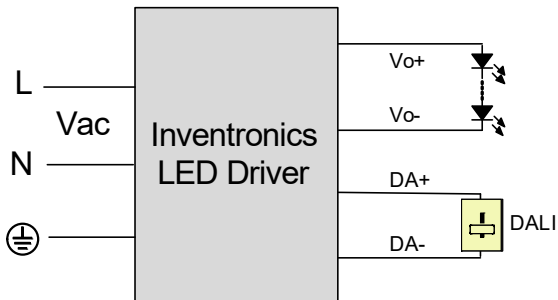 L
Vac
N
Inventronics
LED Driver
Vo+
Vo-
DA+
DA-
DALI